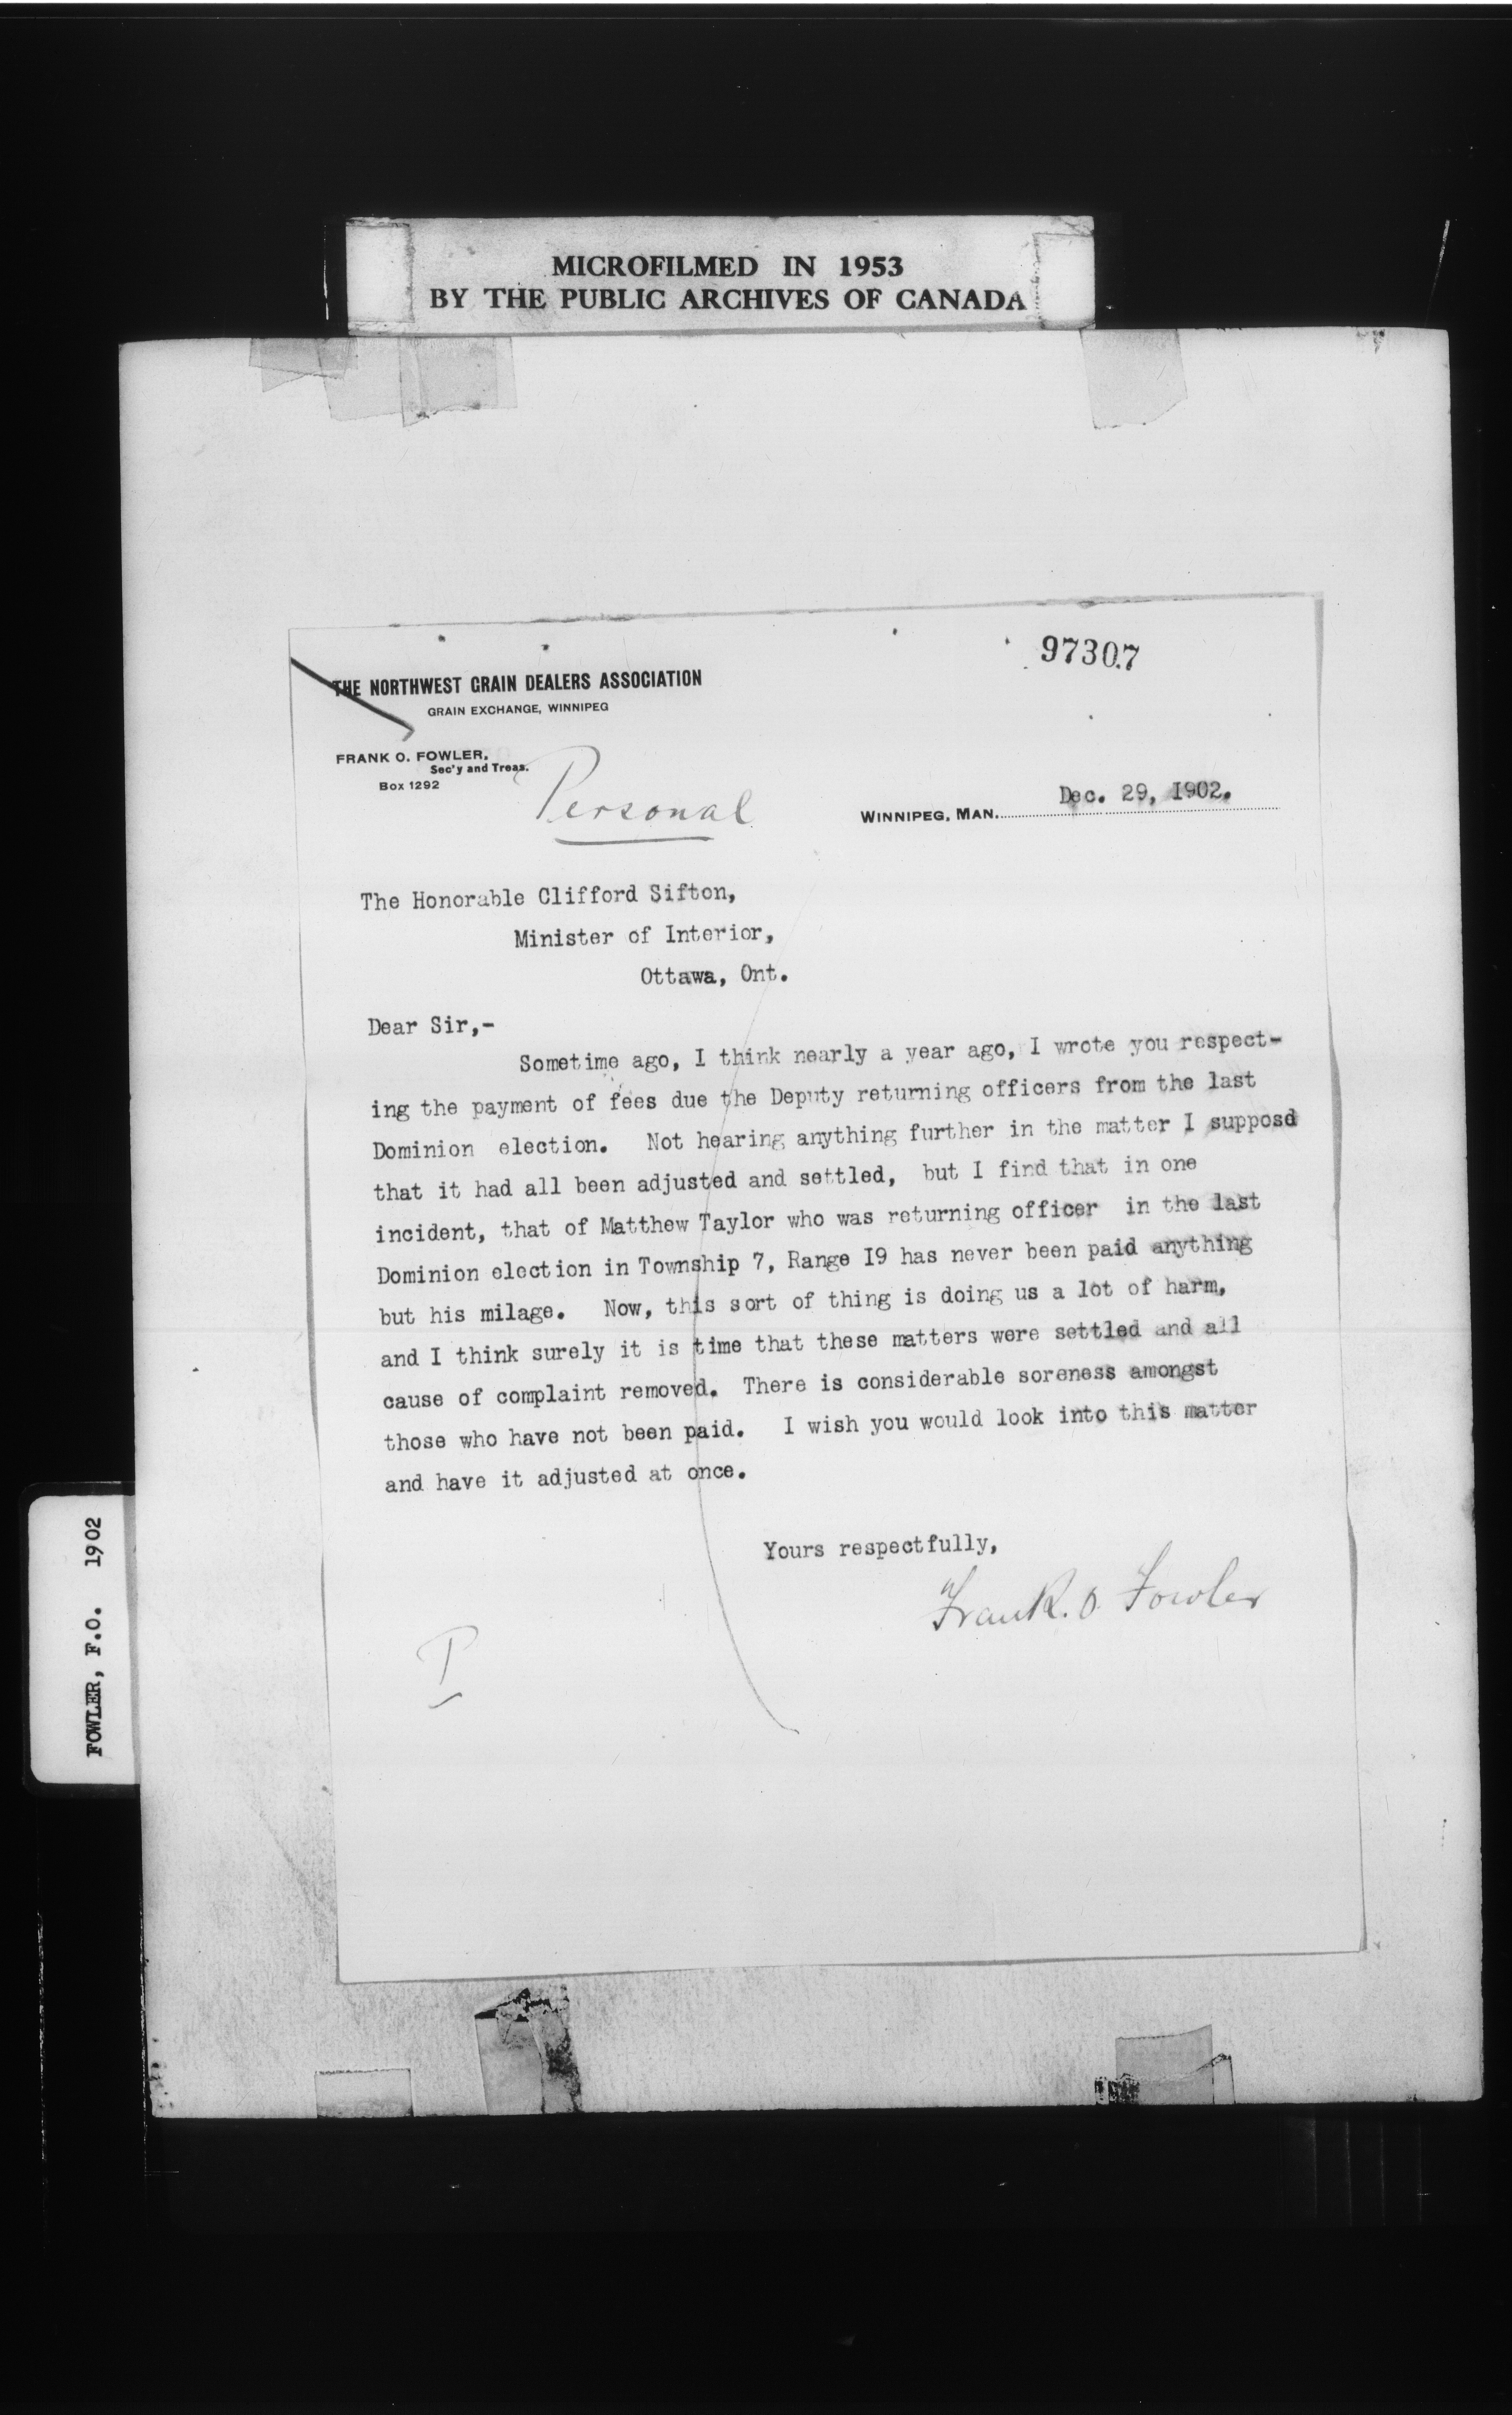 MICROFILMED IN 1953
BY THE PUBLIC ARCHIVES OF CANADA
97307
THE NORTHWEST GRAIN DEALERS ASSOCIATION
GRAIN EXCHANGE, WINNIPEG
FRANK O. FOWLER,
Sec'y and Treas.
Box 1292
Personal
WINNIPEG, MAN. Dec. 29, 1902.
The Honorable Clifford Sifton,
Minister of Interior,
Ottawa, Ont.
Dear Sir,-
Sometime ago, I think nearly a year ago, I wrote you respect-
ing the payment of fees due the Deputy returning officers from the last
Dominion election. Not hearing anything further in the matter I supposd
that it had all been adjusted and settled, but I find that in one
incident, that of Matthew Taylor who was returning officer in the last
Dominion election in Township 7, Range I9 has never been paid anything
but his milage. Now, this sort of thing is doing us a lot of harm,
and I think surely it is time that these matters were settled and all
cause of complaint removed. There is considerable soreness amongst
those who have not been paid. I wish you would look into this matter
and have it adjusted at once.
Yours respectfully,
Frank. O. Fowler
P
FOWLER, F.O. 1902